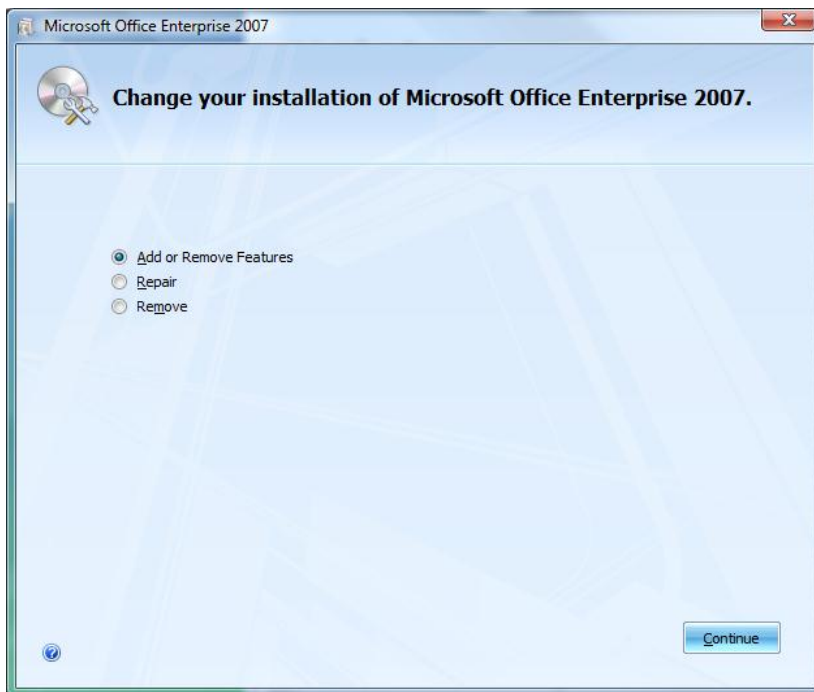 Microsoft Office Enterprise 2007
Change your installation of Microsoft Office Enterprise 2007.
Add or Remove Features
Repair
Remove
Continue
?